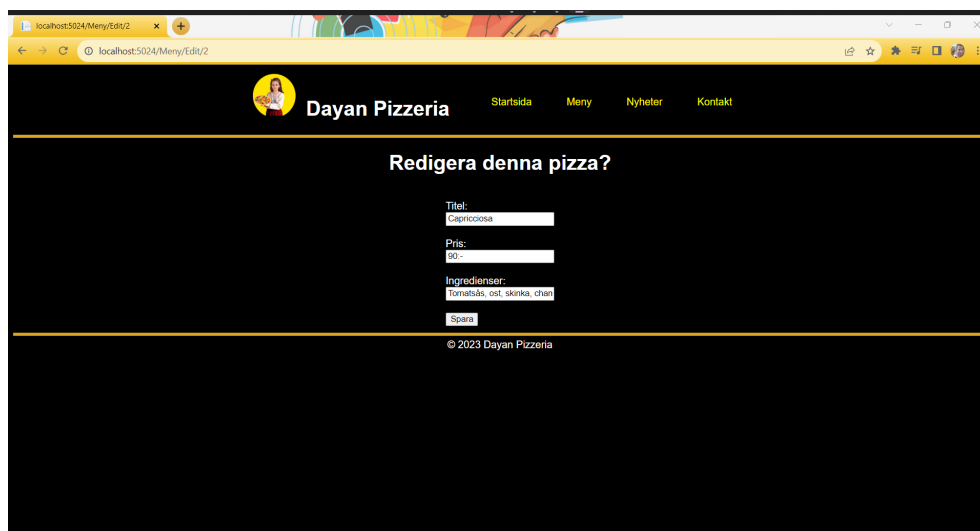 localhost:5024/Meny/Edit/2
localhost:5024/Meny/Edit/2
Dayan Pizzeria
Startsida Meny Nyheter Kontakt
Redigera denna pizza?
Titel:
Capricciosa
Pris:
90:-
Ingredienser:
Tomatsås, ost, skinka, chan
Spara
© 2023 Dayan Pizzeria